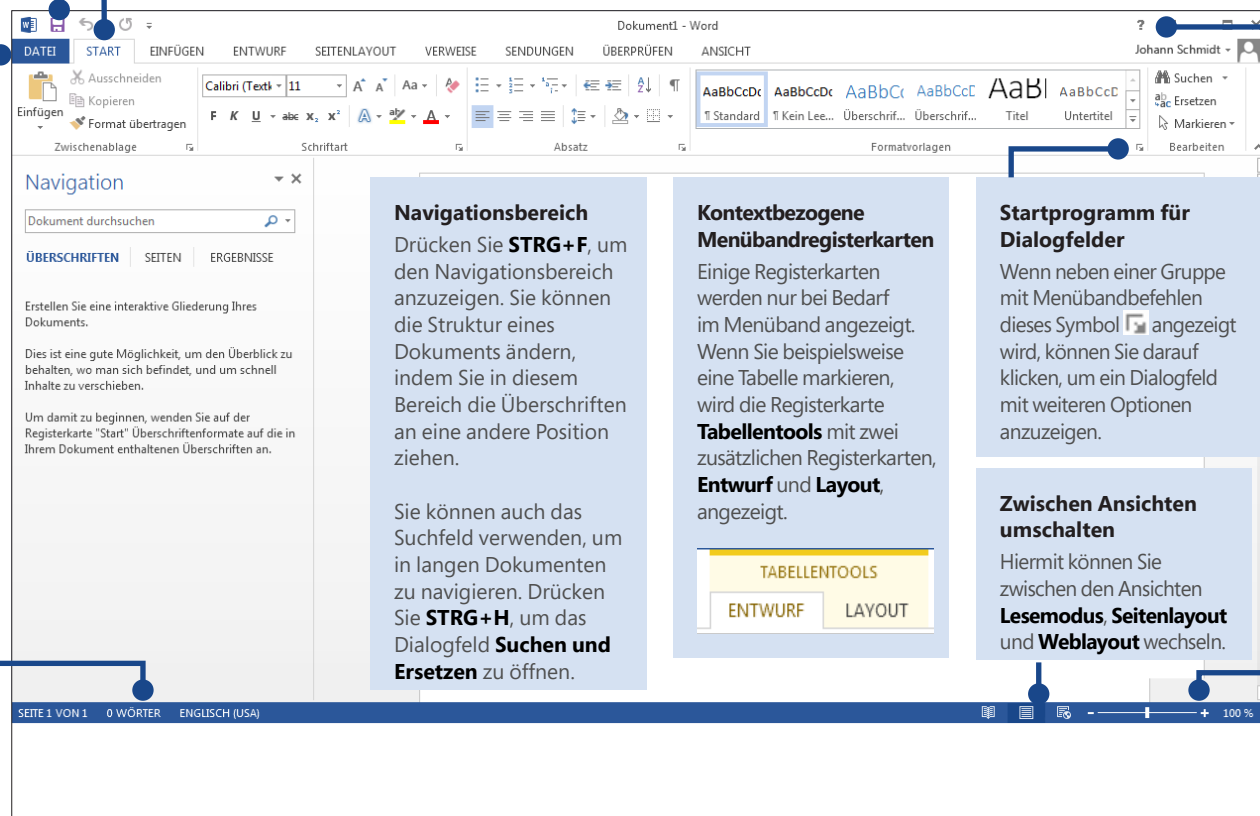 Dokument1 - Word
?
DATEI START EINFÜGEN ENTWURF SEITENLAYOUT VERWEISE SENDUNGEN ÜBERPRÜFEN ANSICHT
Johann Schmidt
Einfügen
Ausschneiden
Kopieren
Format übertragen
Zwischenablage
Calibri (Textk 11
F K U abc x₂ x²
Aa
A
Schriftart
Absatz
AaBbCcDc AaBbCcDc AaBbC( AaBbCcE AaB| AaBbCcD
¶ Standard ¶ Kein Lee... Überschrif... Überschrif... Titel Untertitel
Formatvorlagen
Suchen
Ersetzen
Markieren
Bearbeiten
Navigation
Dokument durchsuchen
ÜBERSCHRIFTEN SEITEN ERGEBNISSE
Erstellen Sie eine interaktive Gliederung Ihres
Dokuments.
Dies ist eine gute Möglichkeit, um den Überblick zu
behalten, wo man sich befindet, und um schnell
Inhalte zu verschieben.
Um damit zu beginnen, wenden Sie auf der
Registerkarte "Start" Überschriftenformate auf die in
Ihrem Dokument enthaltenen Überschriften an.
Navigationsbereich
Drücken Sie STRG+F, um
den Navigationsbereich
anzuzeigen. Sie können
die Struktur eines
Dokuments ändern,
indem Sie in diesem
Bereich die Überschriften
an eine andere Position
ziehen.
Sie können auch das
Suchfeld verwenden, um
in langen Dokumenten
zu navigieren. Drücken
Sie STRG+H, um das
Dialogfeld Suchen und
Ersetzen zu öffnen.
Kontextbezogene
Menübandregisterkarten
Einige Registerkarten
werden nur bei Bedarf
im Menüband angezeigt.
Wenn Sie beispielsweise
eine Tabelle markieren,
wird die Registerkarte
Tabellentools mit zwei
zusätzlichen Registerkarten,
Entwurf und Layout,
angezeigt.
TABELLENTOOLS
ENTWURF LAYOUT
Startprogramm für
Dialogfelder
Wenn neben einer Gruppe
mit Menübandbefehlen
dieses Symbol angezeigt
wird, können Sie darauf
klicken, um ein Dialogfeld
mit weiteren Optionen
anzuzeigen.
Zwischen Ansichten
umschalten
Hiermit können Sie
zwischen den Ansichten
Lesemodus, Seitenlayout
und Weblayout wechseln.
SEITE 1 VON 1 0 WÖRTER ENGLISCH (USA)
100 %